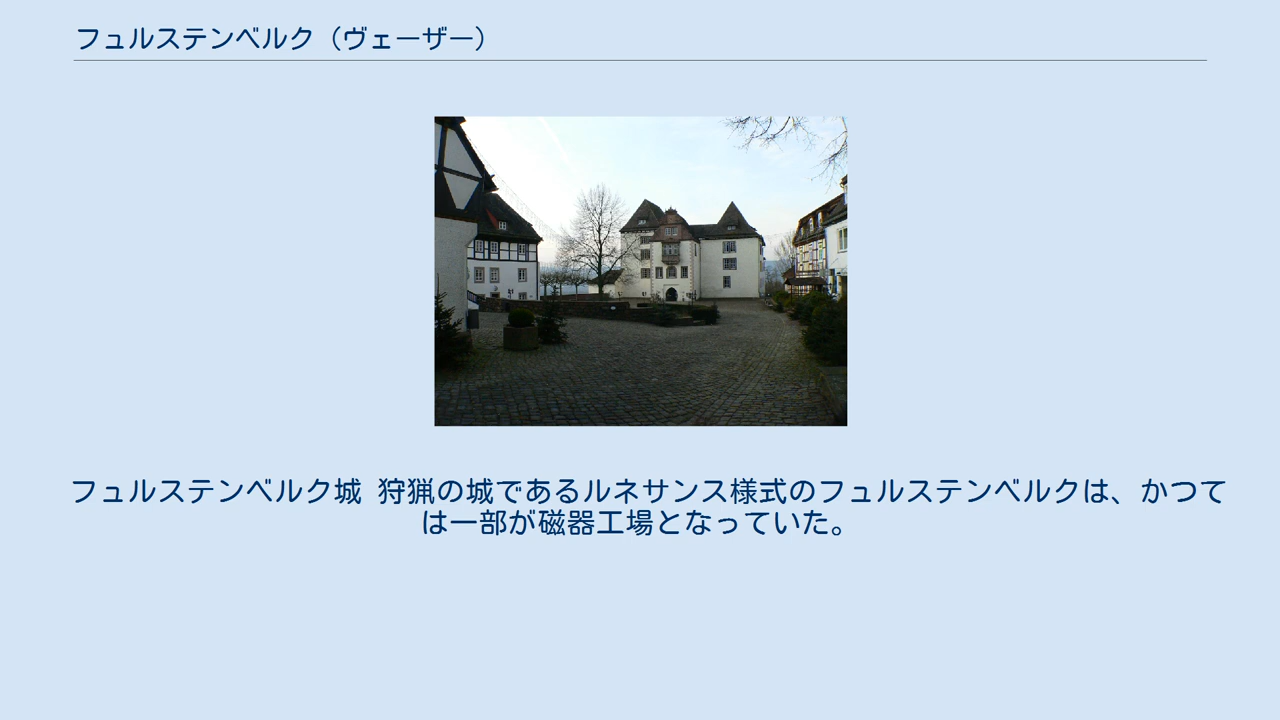 フュルステンベルク（ヴェーザー）
フュルステンベルク城 狩猟の城であるルネサンス様式のフュルステンベルクは、かつて
は一部が磁器工場となっていた。